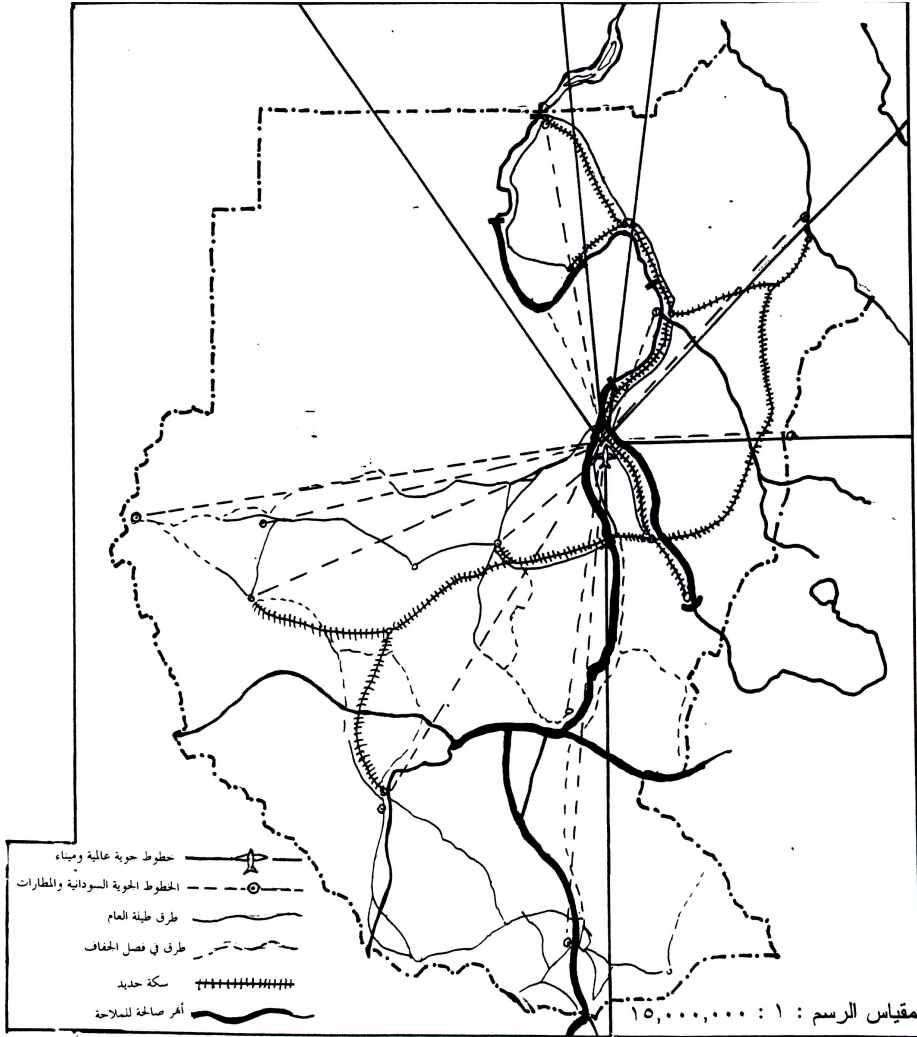 خطوط جوية عالمية وميناء
الخطوط الجوية السودانية والمطارات
طرق طيلة العام
طرق في فصل الجفاف
سكة حديد
أنهر صالحة للملاحة
مقياس الرسم : ١ : ١٥,٠٠٠,٠٠٠